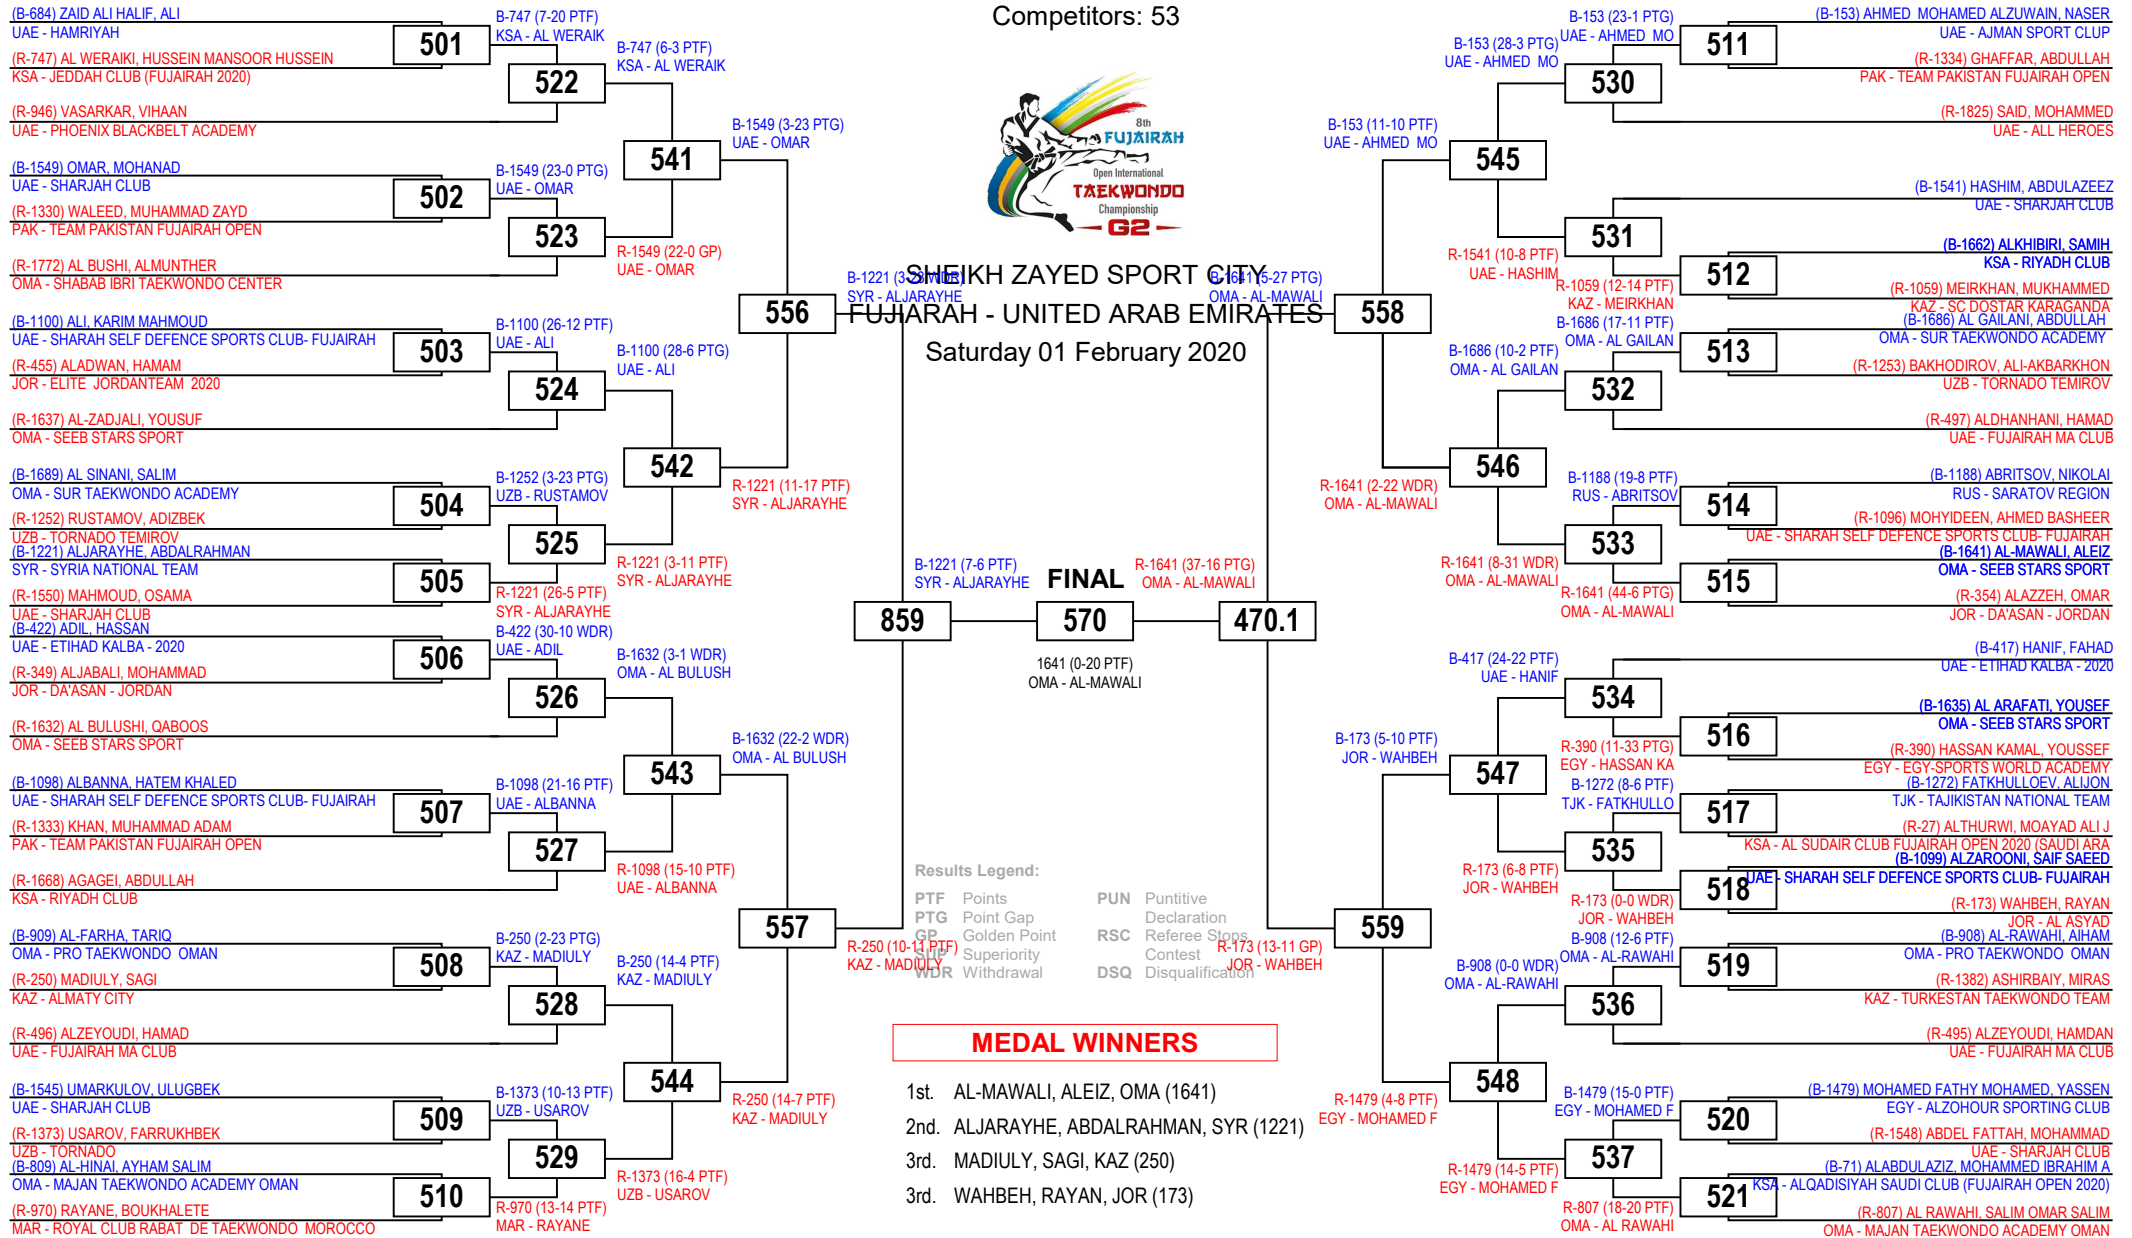 Competitors: 53
8th
FUJAIRAH
Open International
TAEKWONDO
Championship
G2
SHEIKH ZAYED SPORT CITY
FUJIARAH - UNITED ARAB EMIRATES
Saturday 01 February 2020
(B-684) ZAID ALI HALIF, ALI
UAE - HAMRIYAH
501
(R-747) AL WERAIKI, HUSSEIN MANSOOR HUSSEIN
KSA - JEDDAH CLUB (FUJAIRAH 2020)
(R-946) VASARKAR, VIHAAN
UAE - PHOENIX BLACKBELT ACADEMY
(B-1549) OMAR, MOHANAD
UAE - SHARJAH CLUB
502
(R-1330) WALEED, MUHAMMAD ZAYD
PAK - TEAM PAKISTAN FUJAIRAH OPEN
(R-1772) AL BUSHI, ALMUNTHER
OMA - SHABAB IBRI TAEKWONDO CENTER
(B-1100) ALI, KARIM MAHMOUD
UAE - SHARAH SELF DEFENCE SPORTS CLUB- FUJAIRAH
503
(R-455) ALADWAN, HAMAM
JOR - ELITE  JORDANTEAM  2020
(R-1637) AL-ZADJALI, YOUSUF
OMA - SEEB STARS SPORT
(B-1689) AL SINANI, SALIM
OMA - SUR TAEKWONDO ACADEMY
504
(R-1252) RUSTAMOV, ADIZBEK
UZB - TORNADO TEMIROV
(B-1221) ALJARAYHE, ABDALRAHMAN
SYR - SYRIA NATIONAL TEAM
505
(R-1550) MAHMOUD, OSAMA
UAE - SHARJAH CLUB
(B-422) ADIL, HASSAN
UAE - ETIHAD KALBA - 2020
506
(R-349) ALJABALI, MOHAMMAD
JOR - DA'ASAN - JORDAN
(R-1632) AL BULUSHI, QABOOS
OMA - SEEB STARS SPORT
(B-1098) ALBANNA, HATEM KHALED
UAE - SHARAH SELF DEFENCE SPORTS CLUB- FUJAIRAH
507
(R-1333) KHAN, MUHAMMAD ADAM
PAK - TEAM PAKISTAN FUJAIRAH OPEN
(R-1668) AGAGEI, ABDULLAH
KSA - RIYADH CLUB
(B-909) AL-FARHA, TARIQ
OMA - PRO TAEKWONDO  OMAN
508
(R-250) MADIULY, SAGI
KAZ - ALMATY CITY
(R-496) ALZEYOUDI, HAMAD
UAE - FUJAIRAH MA CLUB
(B-1545) UMARKULOV, ULUGBEK
UAE - SHARJAH CLUB
509
(R-1373) USAROV, FARRUKHBEK
UZB - TORNADO
(B-809) AL-HINAI, AYHAM SALIM
OMA - MAJAN TAEKWONDO ACADEMY OMAN
510
(R-970) RAYANE, BOUKHALETE
MAR - ROYAL CLUB RABAT  DE TAEKWONDO  MOROCCO
B-747 (7-20 PTF)
KSA - AL WERAIK
522
B-1549 (23-0 PTG)
UAE - OMAR
523
B-1100 (26-12 PTF)
UAE - ALI
524
B-1252 (3-23 PTG)
UZB - RUSTAMOV
525
R-1221 (26-5 PTF)
SYR - ALJARAYHE
B-422 (30-10 WDR)
UAE - ADIL
526
B-1098 (21-16 PTF)
UAE - ALBANNA
527
B-250 (2-23 PTG)
KAZ - MADIULY
528
B-1373 (10-13 PTF)
UZB - USAROV
529
R-970 (13-14 PTF)
MAR - RAYANE
B-747 (6-3 PTF)
KSA - AL WERAIK
541
R-1549 (22-0 GP)
UAE - OMAR
B-1100 (28-6 PTG)
UAE - ALI
542
R-1221 (3-11 PTF)
SYR - ALJARAYHE
B-1632 (3-1 WDR)
OMA - AL BULUSH
543
R-1098 (15-10 PTF)
UAE - ALBANNA
B-250 (14-4 PTF)
KAZ - MADIULY
544
R-1373 (16-4 PTF)
UZB - USAROV
B-1549 (3-23 PTG)
UAE - OMAR
556
R-1221 (11-17 PTF)
SYR - ALJARAYHE
B-1632 (22-2 WDR)
OMA - AL BULUSH
557
R-250 (14-7 PTF)
KAZ - MADIULY
B-1221 (3-23 WDR)
SYR - ALJARAYHE
859
R-250 (10-11 PTF)
KAZ - MADIULY
B-1221 (7-6 PTF)
SYR - ALJARAYHE
FINAL
570
1641 (0-20 PTF)
OMA - AL-MAWALI
R-1641 (37-16 PTG)
OMA - AL-MAWALI
470.1
B-1641 (5-27 PTG)
OMA - AL-MAWALI
R-173 (13-11 GP)
JOR - WAHBEH
B-153 (11-10 PTF)
UAE - AHMED  MO
558
R-1641 (2-22 WDR)
OMA - AL-MAWALI
B-173 (5-10 PTF)
JOR - WAHBEH
559
R-1479 (4-8 PTF)
EGY - MOHAMED F
B-153 (28-3 PTG)
UAE - AHMED  MO
545
R-1541 (10-8 PTF)
UAE - HASHIM
B-1686 (10-2 PTF)
OMA - AL GAILAN
546
R-1641 (8-31 WDR)
OMA - AL-MAWALI
B-417 (24-22 PTF)
UAE - HANIF
547
R-173 (6-8 PTF)
JOR - WAHBEH
B-908 (0-0 WDR)
OMA - AL-RAWAHI
548
R-1479 (14-5 PTF)
EGY - MOHAMED F
B-153 (23-1 PTG)
UAE - AHMED  MO
530
531
R-1059 (12-14 PTF)
KAZ - MEIRKHAN
B-1686 (17-11 PTF)
OMA - AL GAILAN
532
B-1188 (19-8 PTF)
RUS - ABRITSOV
533
R-1641 (44-6 PTG)
OMA - AL-MAWALI
534
R-390 (11-33 PTG)
EGY - HASSAN KA
B-1272 (8-6 PTF)
TJK - FATKHULLO
535
R-173 (0-0 WDR)
JOR - WAHBEH
B-908 (12-6 PTF)
OMA - AL-RAWAHI
536
B-1479 (15-0 PTF)
EGY - MOHAMED F
537
R-807 (18-20 PTF)
OMA - AL RAWAHI
(B-153) AHMED  MOHAMED ALZUWAIN, NASER
UAE - AJMAN SPORT CLUP
511
(R-1334) GHAFFAR, ABDULLAH
PAK - TEAM PAKISTAN FUJAIRAH OPEN
(R-1825) SAID, MOHAMMED
UAE - ALL HEROES
(B-1541) HASHIM, ABDULAZEEZ
UAE - SHARJAH CLUB
(B-1662) ALKHIBIRI, SAMIH
KSA - RIYADH CLUB
512
(R-1059) MEIRKHAN, MUKHAMMED
KAZ - SC DOSTAR KARAGANDA
(B-1686) AL GAILANI, ABDULLAH
OMA - SUR TAEKWONDO ACADEMY
513
(R-1253) BAKHODIROV, ALI-AKBARKHON
UZB - TORNADO TEMIROV
(R-497) ALDHANHANI, HAMAD
UAE - FUJAIRAH MA CLUB
(B-1188) ABRITSOV, NIKOLAI
RUS - SARATOV REGION
514
(R-1096) MOHYIDEEN, AHMED BASHEER
UAE - SHARAH SELF DEFENCE SPORTS CLUB- FUJAIRAH
(B-1641) AL-MAWALI, ALEIZ
OMA - SEEB STARS SPORT
515
(R-354) ALAZZEH, OMAR
JOR - DA'ASAN - JORDAN
(B-417) HANIF, FAHAD
UAE - ETIHAD KALBA - 2020
(B-1635) AL ARAFATI, YOUSEF
OMA - SEEB STARS SPORT
516
(R-390) HASSAN KAMAL, YOUSSEF
EGY - EGY-SPORTS WORLD ACADEMY
(B-1272) FATKHULLOEV, ALIJON
TJK - TAJIKISTAN NATIONAL TEAM
517
(R-27) ALTHURWI, MOAYAD ALI J
KSA - AL SUDAIR CLUB FUJAIRAH OPEN 2020 (SAUDI ARA
(B-1099) ALZAROONI, SAIF SAEED
UAE - SHARAH SELF DEFENCE SPORTS CLUB- FUJAIRAH
518
(R-173) WAHBEH, RAYAN
JOR - AL ASYAD
(B-908) AL-RAWAHI, AIHAM
OMA - PRO TAEKWONDO  OMAN
519
(R-1382) ASHIRBAIY, MIRAS
KAZ - TURKESTAN TAEKWONDO TEAM
(R-495) ALZEYOUDI, HAMDAN
UAE - FUJAIRAH MA CLUB
(B-1479) MOHAMED FATHY MOHAMED, YASSEN
EGY - ALZOHOUR SPORTING CLUB
520
(R-1548) ABDEL FATTAH, MOHAMMAD
UAE - SHARJAH CLUB
(B-71) ALABDULAZIZ, MOHAMMED IBRAHIM A
KSA - ALQADISIYAH SAUDI CLUB (FUJAIRAH OPEN 2020)
521
(R-807) AL RAWAHI, SALIM OMAR SALIM
OMA - MAJAN TAEKWONDO ACADEMY OMAN
Results Legend:
PTF Points
PTG Point Gap
GP Golden Point
SUP Superiority
WDR Withdrawal
PUN Puntitive
Declaration
RSC Referee Stops
Contest
DSQ Disqualification
MEDAL WINNERS
1st. AL-MAWALI, ALEIZ, OMA (1641)
2nd. ALJARAYHE, ABDALRAHMAN, SYR (1221)
3rd. MADIULY, SAGI, KAZ (250)
3rd. WAHBEH, RAYAN, JOR (173)